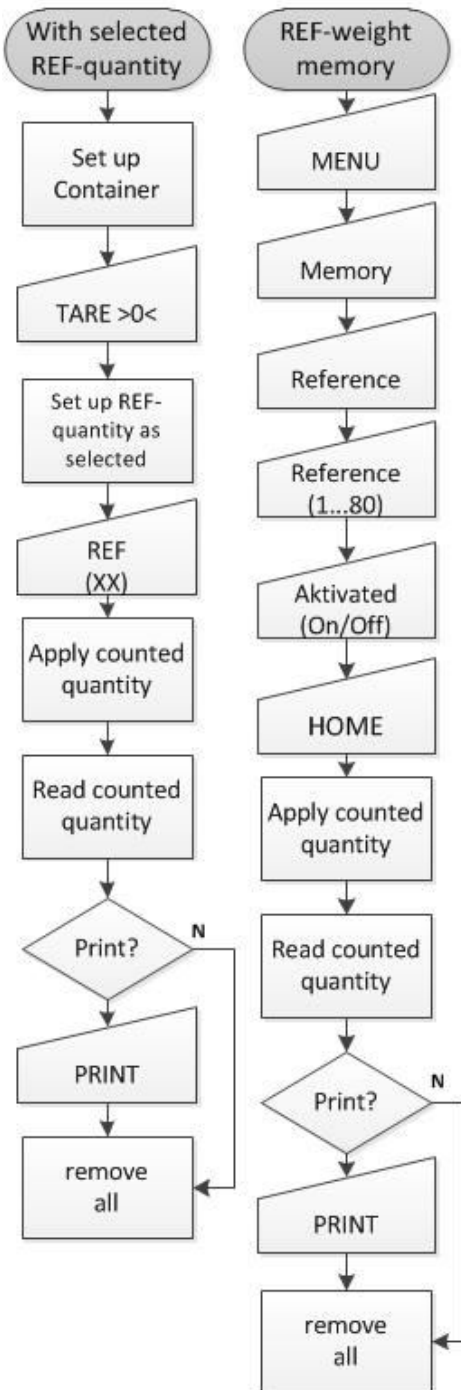 With selected
REF-quantity
Set up
Container
TARE >0<
Set up REF-
quantity as
selected
REF
(XX)
Apply counted
quantity
Read counted
quantity
Print?
N
PRINT
remove
all
REF-weight
memory
MENU
Memory
Reference
Reference
(1...80)
Aktivated
(On/Off)
HOME
Apply counted
quantity
Read counted
quantity
Print?
N
PRINT
remove
all